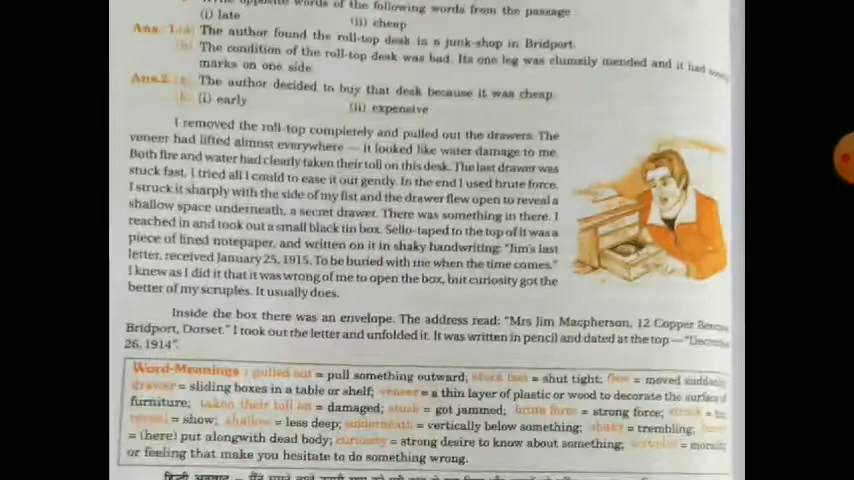 opposite words of the following words from the passage
(i) late (ii) cheap
Ans. 1.(a) The author found the roll-top desk in a junk-shop in Bridport.
(b) The condition of the roll-top desk was bad. Its one leg was clumsily mended and it had
marks on one side.
Ans.2 (a) The author decided to buy that desk because it was cheap.
(b) (i) early (ii) expensive
I removed the roll-top completely and pulled out the drawers. The
veneer had lifted almost everywhere — it looked like water damage to me.
Both fire and water had clearly taken their toll on this desk. The last drawer was
stuck fast. I tried all I could to ease it out gently. In the end I used brute force.
I struck it sharply with the side of my fist and the drawer flew open to reveal a
shallow space underneath, a secret drawer. There was something in there. I
reached in and took out a small black tin box. Sello-taped to the top of it was a
piece of lined notepaper, and written on it in shaky handwriting: "Jim's last
letter, received January 25, 1915. To be buried with me when the time comes."
I knew as I did it that it was wrong of me to open the box, but curiosity got the
better of my scruples. It usually does.
Inside the box there was an envelope. The address read: "Mrs Jim Macpherson, 12 Copper
Bridport, Dorset." I took out the letter and unfolded it. It was written in pencil and dated at the top — "
26, 1914".
Word-Meanings : pulled out = pull something outward; stuck fast = shut tight; flew = moved suddenly
drawer = sliding boxes in a table or shelf; veneer = a thin layer of plastic or wood to decorate the surface of
furniture; taken their toll on = damaged; stuck = got jammed; brute force = strong force; struck =
reveal = show; shallow = less deep; underneath = vertically below something; shaky = trembling;
= (here) put alongwith dead body; curiosity = strong desire to know about something; scruples =
or feeling that make you hesitate to do something wrong.
हिन्दी अनुवाद –